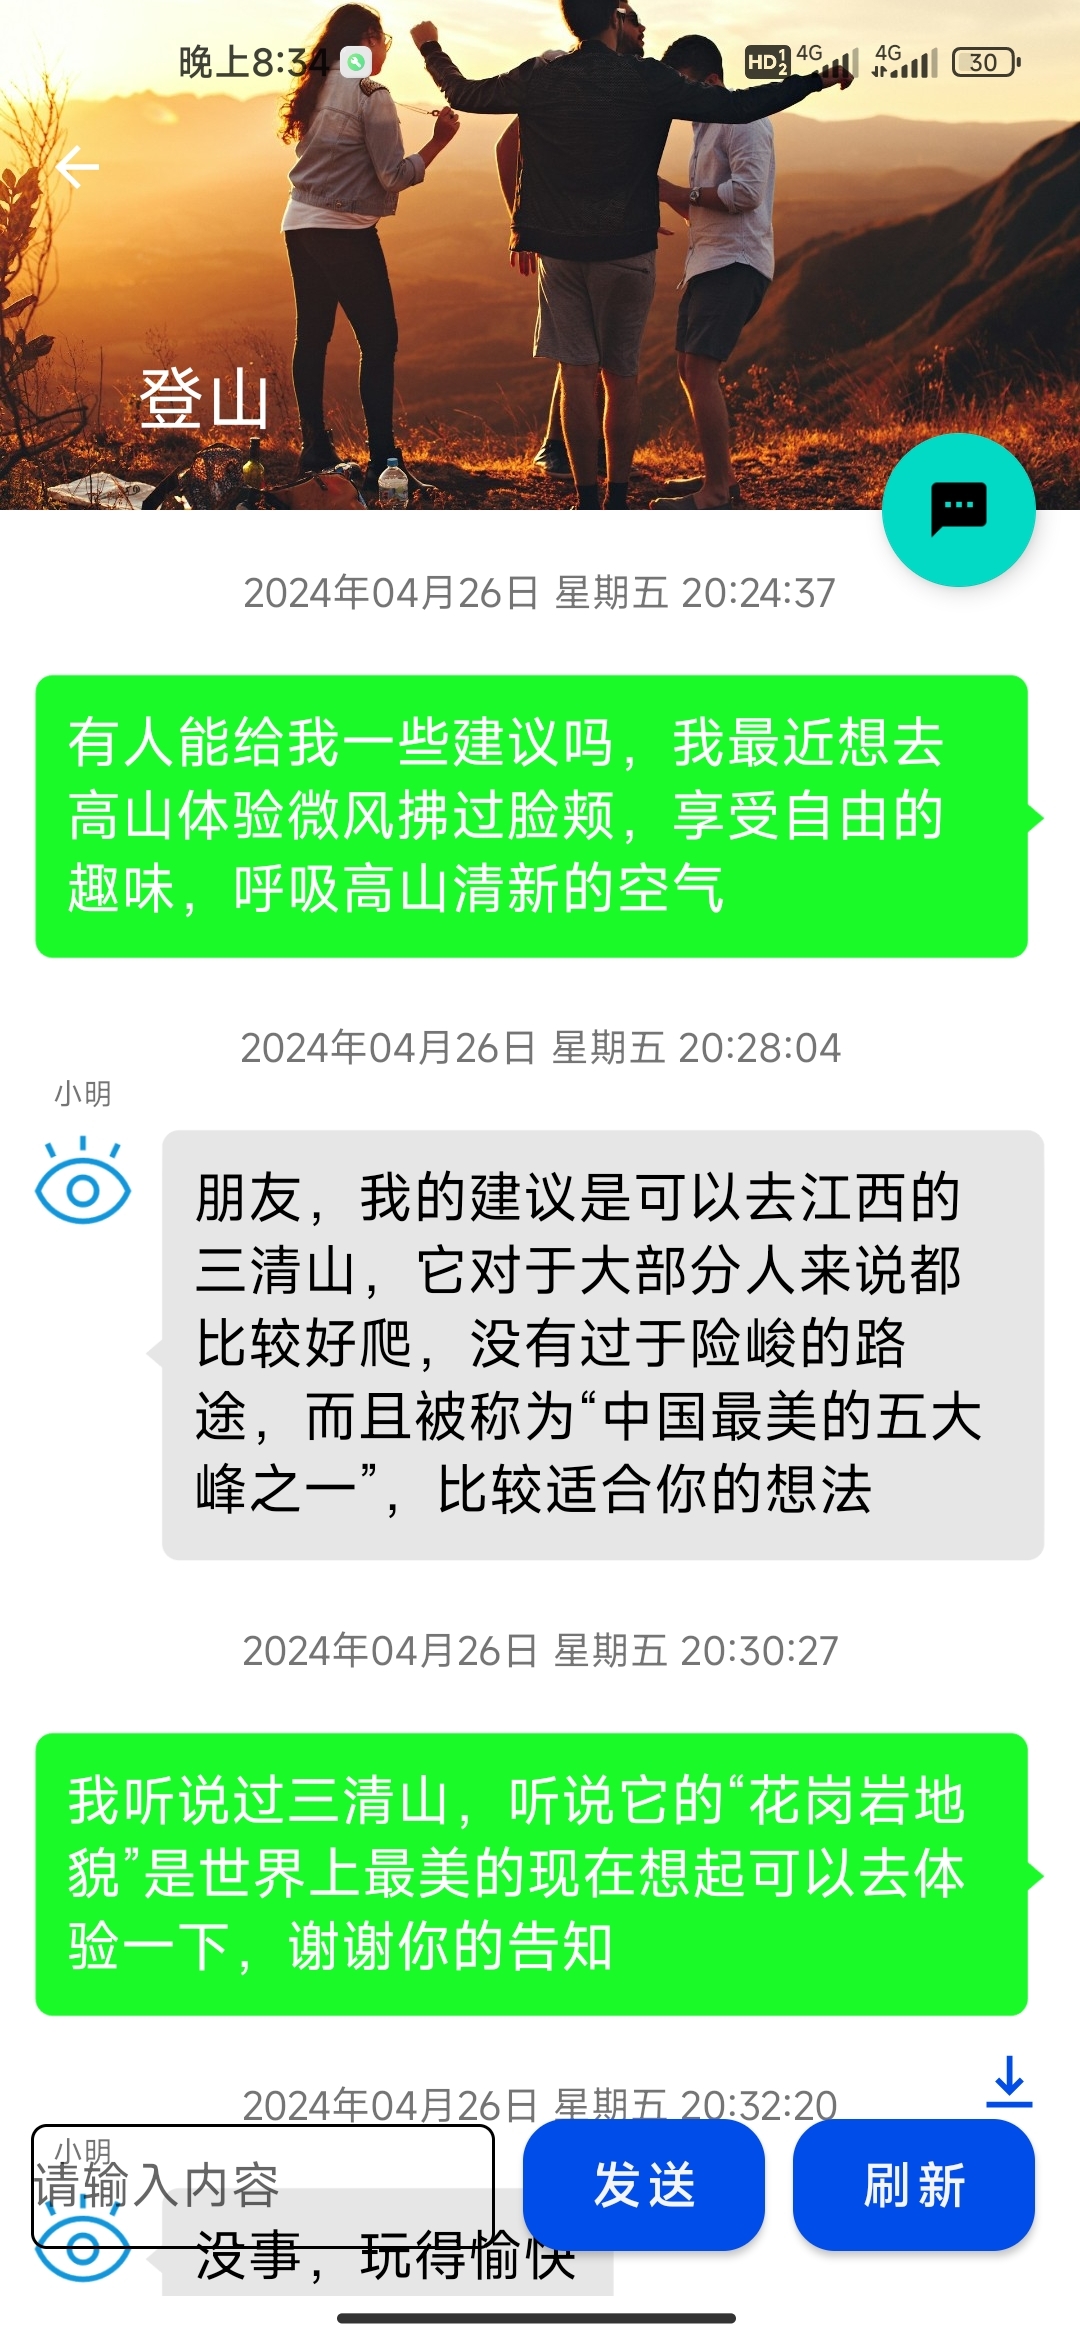 晚上8:34
HD 1 2 4G 4G 30
登山
2024年04月26日 星期五 20:24:37
有人能给我一些建议吗，我最近想去
高山体验微风拂过脸颊，享受自由的
趣味，呼吸高山清新的空气
2024年04月26日 星期五 20:28:04
小明
朋友，我的建议是可以去江西的
三清山，它对于大部分人来说都
比较好爬，没有过于险峻的路
途，而且被称为“中国最美的五大
峰之一”，比较适合你的想法
2024年04月26日 星期五 20:30:27
我听说过三清山，听说它的“花岗岩地
貌”是世界上最美的现在想起可以去体
验一下，谢谢你的告知
2024年04月26日 星期五 20:32:20
小明
请输入内容
发送
刷新
没事，玩得愉快